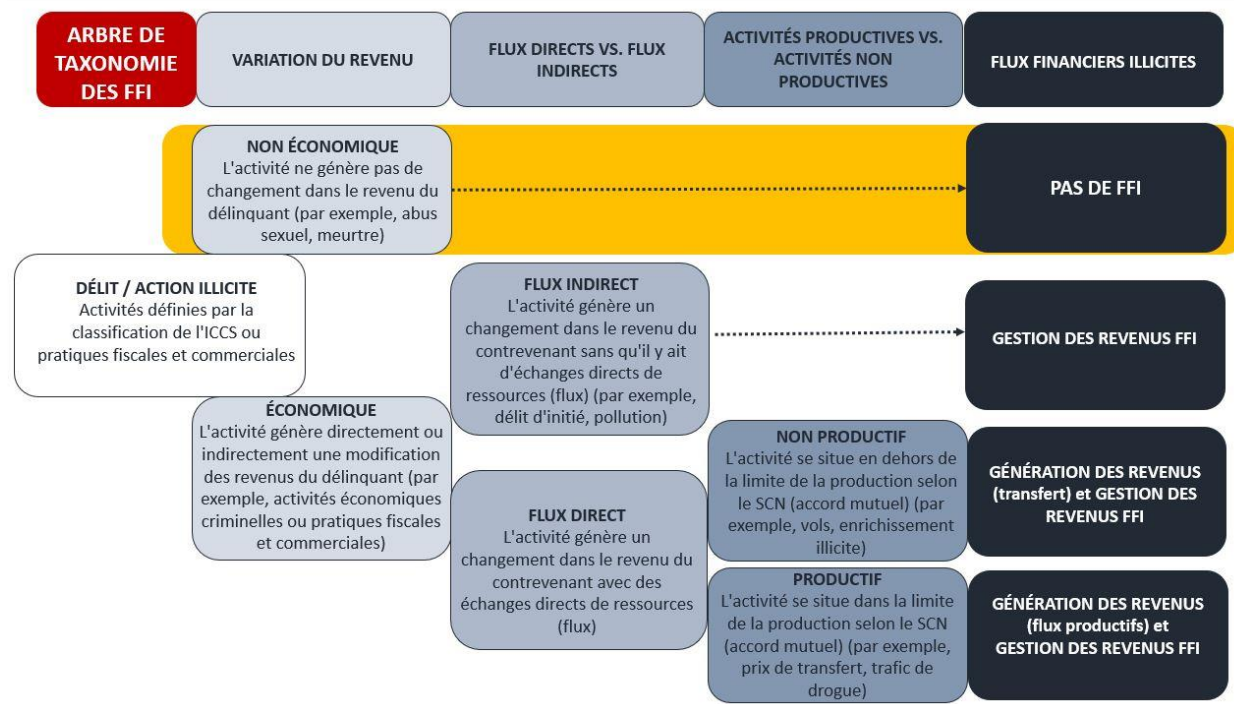 ARBRE DE
TAXONOMIE
DES FFI
VARIATION DU REVENU
FLUX DIRECTS VS. FLUX
INDIRECTS
ACTIVITÉS PRODUCTIVES VS.
ACTIVITÉS NON
PRODUCTIVES
FLUX FINANCIERS ILLICITES
NON ÉCONOMIQUE
L'activité ne génère pas de
changement dans le revenu du
délinquant (par exemple, abus
sexuel, meurtre)
PAS DE FFI
DÉLIT / ACTION ILLICITE
Activités définies par la
classification de l'ICCS ou
pratiques fiscales et commerciales
FLUX INDIRECT
L'activité génère un
changement dans le revenu du
contrevenant sans qu'il y ait
d'échanges directs de
ressources (flux) (par exemple,
délit d'initié, pollution)
GESTION DES REVENUS FFI
ÉCONOMIQUE
L'activité génère directement ou
indirectement une modification
des revenus du délinquant (par
exemple, activités économiques
criminelles ou pratiques fiscales
et commerciales)
FLUX DIRECT
L'activité génère un
changement dans le revenu du
contrevenant avec des
échanges directs de ressources
(flux)
NON PRODUCTIF
L'activité se situe en dehors de
la limite de la production selon
le SCN (accord mutuel) (par
exemple, vols, enrichissement
illicite)
GÉNÉRATION DES REVENUS
(transfert) et GESTION DES
REVENUS FFI
PRODUCTIF
L'activité se situe dans la limite
de la production selon le SCN
(accord mutuel) (par exemple,
prix de transfert, trafic de
drogue)
GÉNÉRATION DES REVENUS
(flux productifs) et
GESTION DES REVENUS FFI